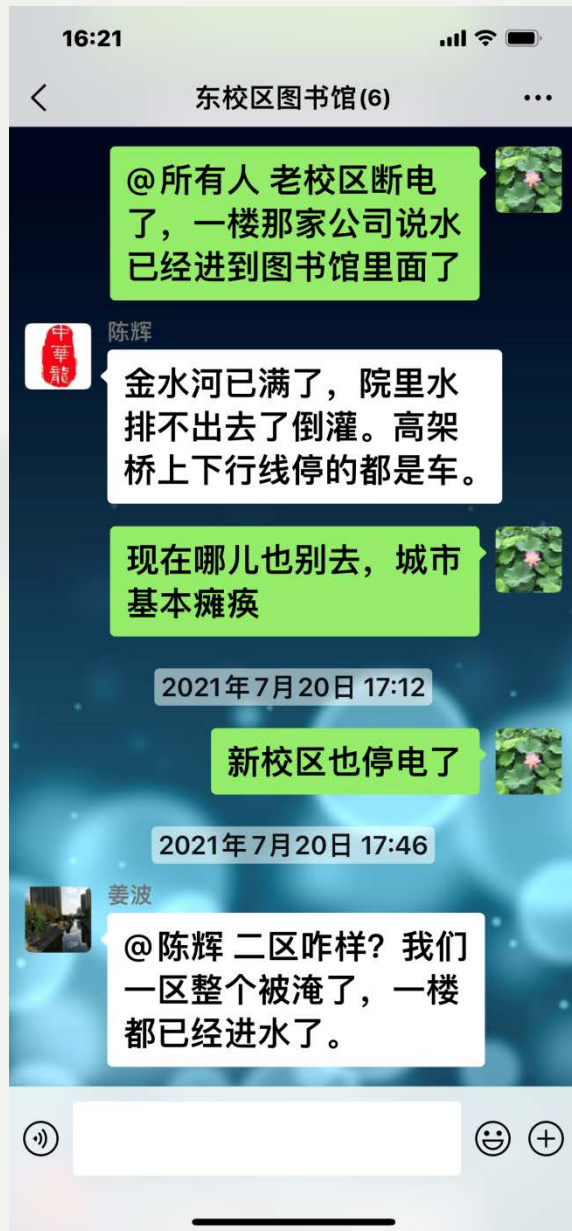 16:21
东校区图书馆(6)
@所有人 老校区断电
了，一楼那家公司说水
已经进到图书馆里面了
陈辉
中華龍
金水河已满了，院里水
排不出去了倒灌。高架
桥上下行线停的都是车。
现在哪儿也别去，城市
基本瘫痪
2021年7月20日 17:12
新校区也停电了
2021年7月20日 17:46
姜波
@陈辉 二区咋样？我们
一区整个被淹了，一楼
都已经进水了。